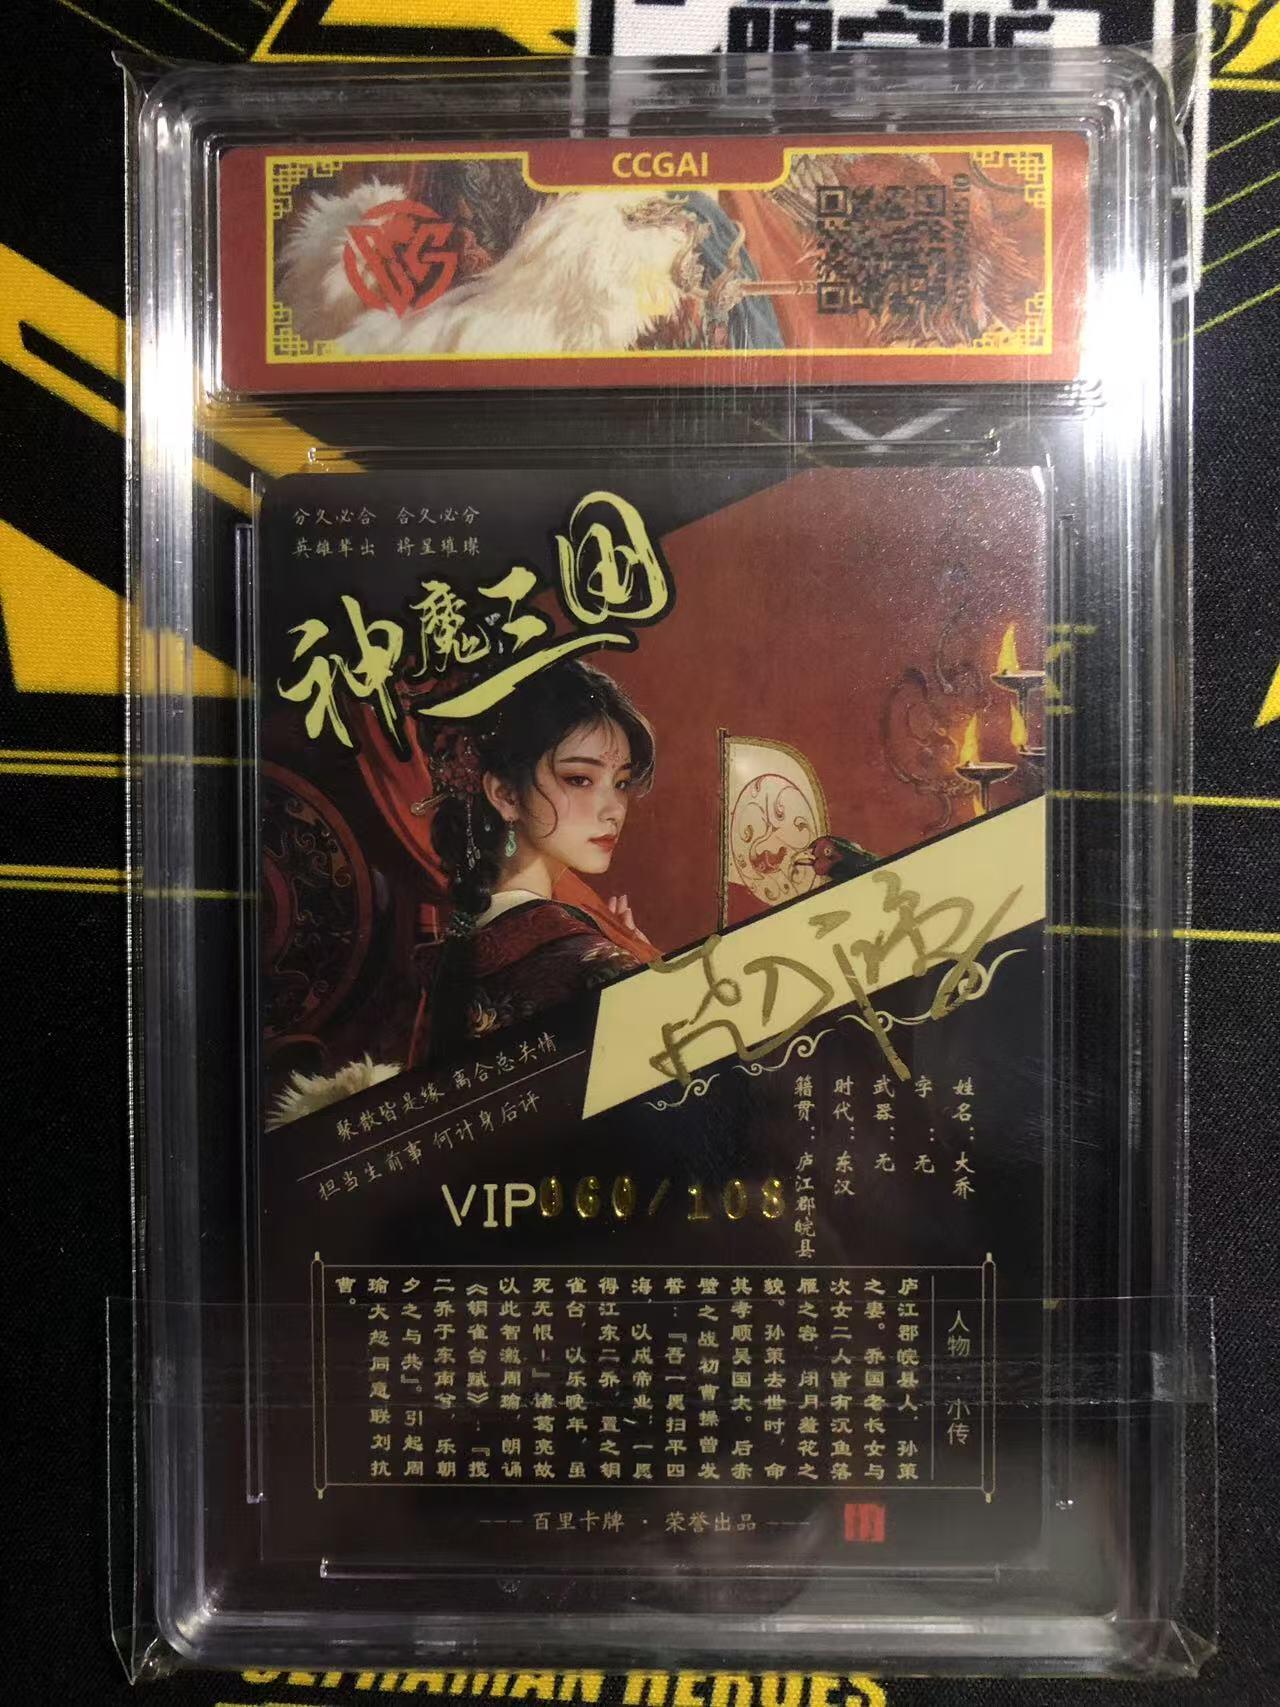 CCGAI
分久必合 合久必分
英雄辈出 将星璀璨
神魔三国
聚散皆是缘 离合总关情
担当生前事 何计身后评
姓名：大乔
字：无
武器：无
时代：东汉
籍贯：庐江郡皖县
VIP060/108
人物·小传
庐江郡皖县人，孙策
之妻。乔国老长女与
次女二人皆有沉鱼落
雁之容，闭月羞花之
貌。孙策去世时，命
其孝顺吴国太。后赤
壁之战初曹操曾发
誓：『吾一愿扫平四
海，以成帝业；一愿
得江东二乔，置之铜
雀台，以乐晚年，虽
死无恨！』诸葛亮故
以此智激周瑜，朗诵
《铜雀台赋》：『揽
二乔于东南兮，乐朝
夕之与共』。引起周
瑜大怒同意联刘抗
曹。
--- 百里卡牌 · 荣誉出品 ---